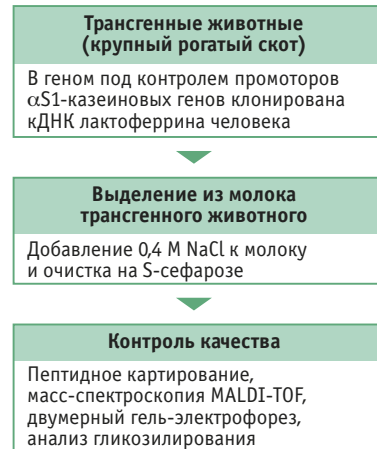 Трансгенные животные
(крупный рогатый скот)
В геном под контролем промоторов
αS1-казеиновых генов клонирована
кДНК лактоферрина человека
Выделение из молока
трансгенного животного
Добавление 0,4 М NaCl к молоку
и очистка на S-сефарозе
Контроль качества
Пептидное картирование,
масс-спектроскопия MALDI-TOF,
двумерный гель-электрофорез,
анализ гликозилирования